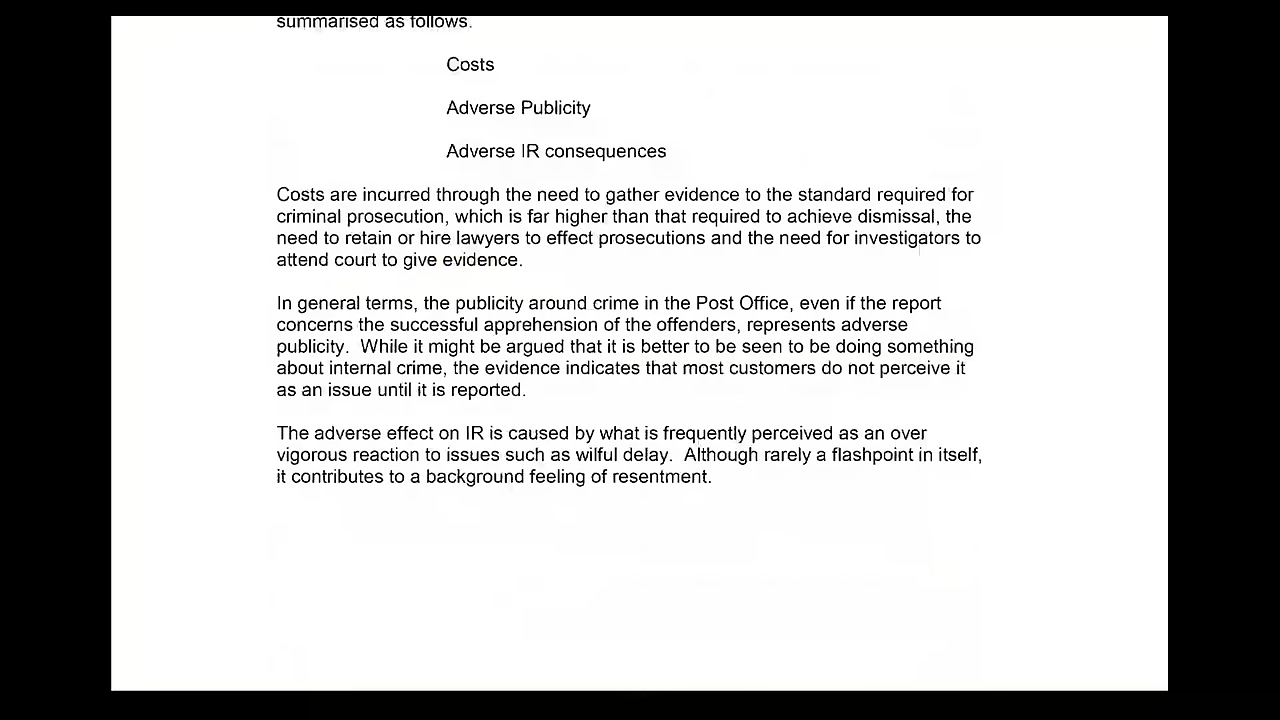 summarised as follows.
Costs
Adverse Publicity
Adverse IR consequences
Costs are incurred through the need to gather evidence to the standard required for
criminal prosecution, which is far higher than that required to achieve dismissal, the
need to retain or hire lawyers to effect prosecutions and the need for investigators to
attend court to give evidence.
In general terms, the publicity around crime in the Post Office, even if the report
concerns the successful apprehension of the offenders, represents adverse
publicity.  While it might be argued that it is better to be seen to be doing something
about internal crime, the evidence indicates that most customers do not perceive it
as an issue until it is reported.
The adverse effect on IR is caused by what is frequently perceived as an over
vigorous reaction to issues such as wilful delay.  Although rarely a flashpoint in itself,
it contributes to a background feeling of resentment.